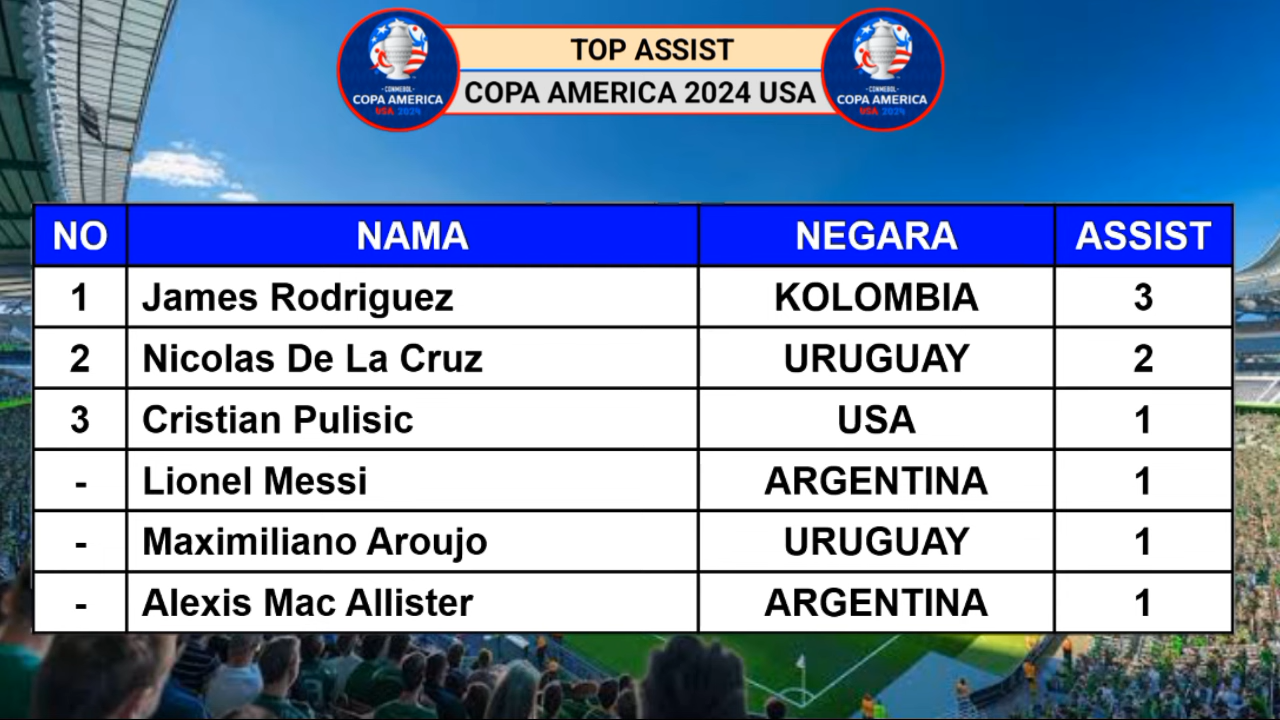 TOP ASSIST
COPA AMERICA 2024 USA
CONMEBOL
COPA AMERICA
USA 2024
CONMEBOL
COPA AMERICA
USA 2024
NO NAMA NEGARA ASSIST
1 James Rodriguez KOLOMBIA 3
2 Nicolas De La Cruz URUGUAY 2
3 Cristian Pulisic USA 1
- Lionel Messi ARGENTINA 1
- Maximiliano Aroujo URUGUAY 1
- Alexis Mac Allister ARGENTINA 1